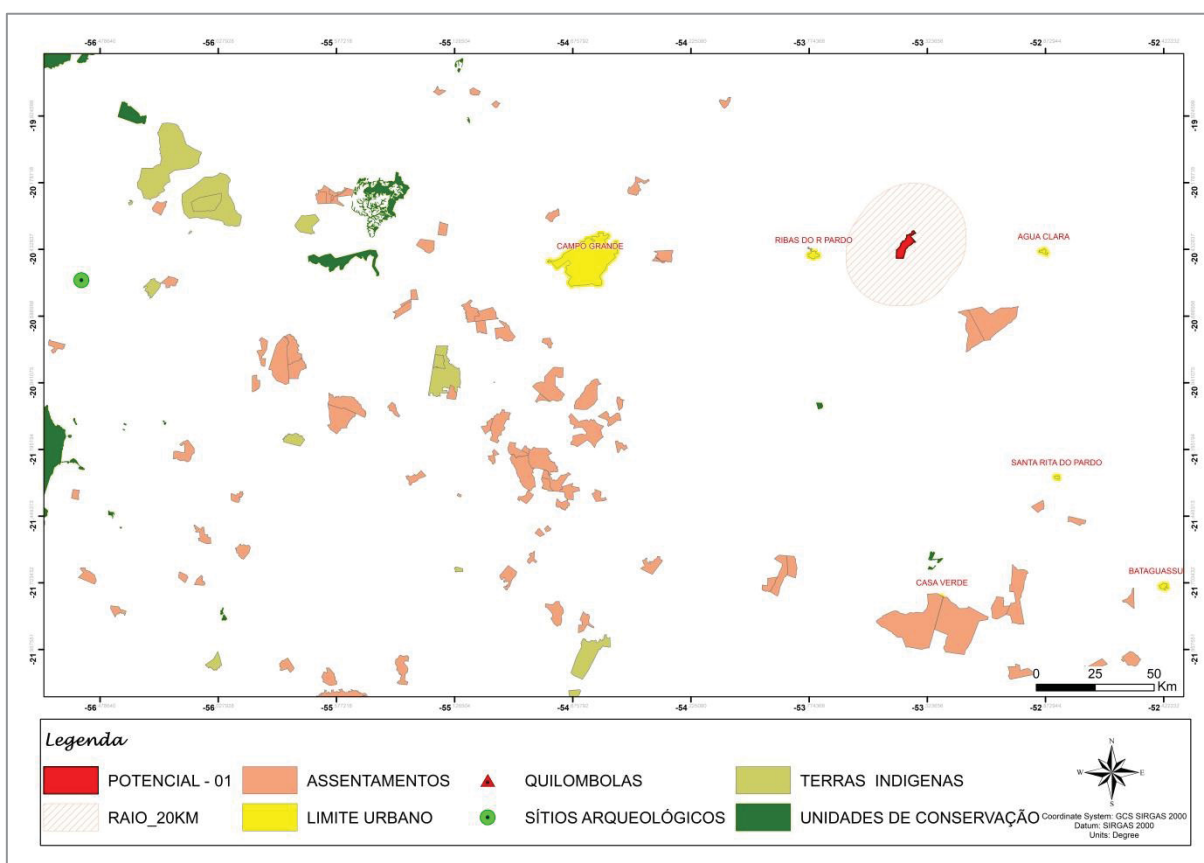 -56 -56 -55 -55 -54 -54 -53 -53 -52 -52
-19 -19
-20 -20
CAMPO GRANDE RIBAS DO R PARDO AGUA CLARA
-20 -20
-20 -20
-20 -20
-21 -21
SANTA RITA DO PARDO
-21 -21
-21 -21
CASA VERDE BATAGUASSU
-21 -21
0 25 50
Km
-56 -56 -55 -55 -54 -54 -53 -53 -52 -52
Legenda
POTENCIAL - 01 ASSENTAMENTOS QUILOMBOLAS TERRAS INDIGENAS
RAIO_20KM LIMITE URBANO SÍTIOS ARQUEOLÓGICOS UNIDADES DE CONSERVAÇÃO
N
W E
S
Coordinate System: GCS SIRGAS 2000
Datum: SIRGAS 2000
Units: Degree